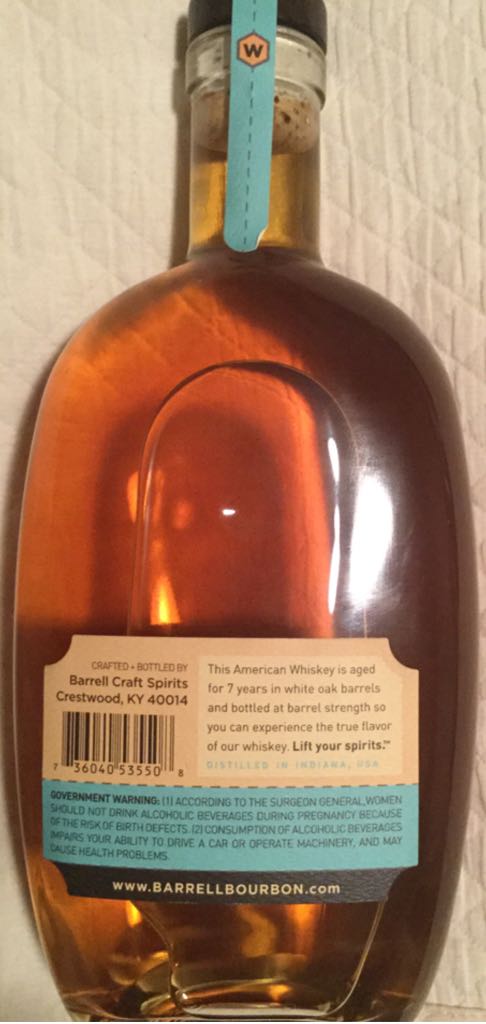 W
CRAFTED + BOTTLED BY
Barrell Craft Spirits
Crestwood, KY 40014
7 36040 53550 8
This American Whiskey is aged
for 7 years in white oak barrels
and bottled at barrel strength so
you can experience the true flavor
of our whiskey. Lift your spirits.™
DISTILLED IN INDIANA, USA
GOVERNMENT WARNING: (1) ACCORDING TO THE SURGEON GENERAL,WOMEN
SHOULD NOT DRINK ALCOHOLIC BEVERAGES DURING PREGNANCY BECAUSE
OF THE RISK OF BIRTH DEFECTS. (2) CONSUMPTION OF ALCOHOLIC BEVERAGES
IMPAIRS YOUR ABILITY TO DRIVE A CAR OR OPERATE MACHINERY, AND MAY
CAUSE HEALTH PROBLEMS.
www.BARRELLBOURBON.com